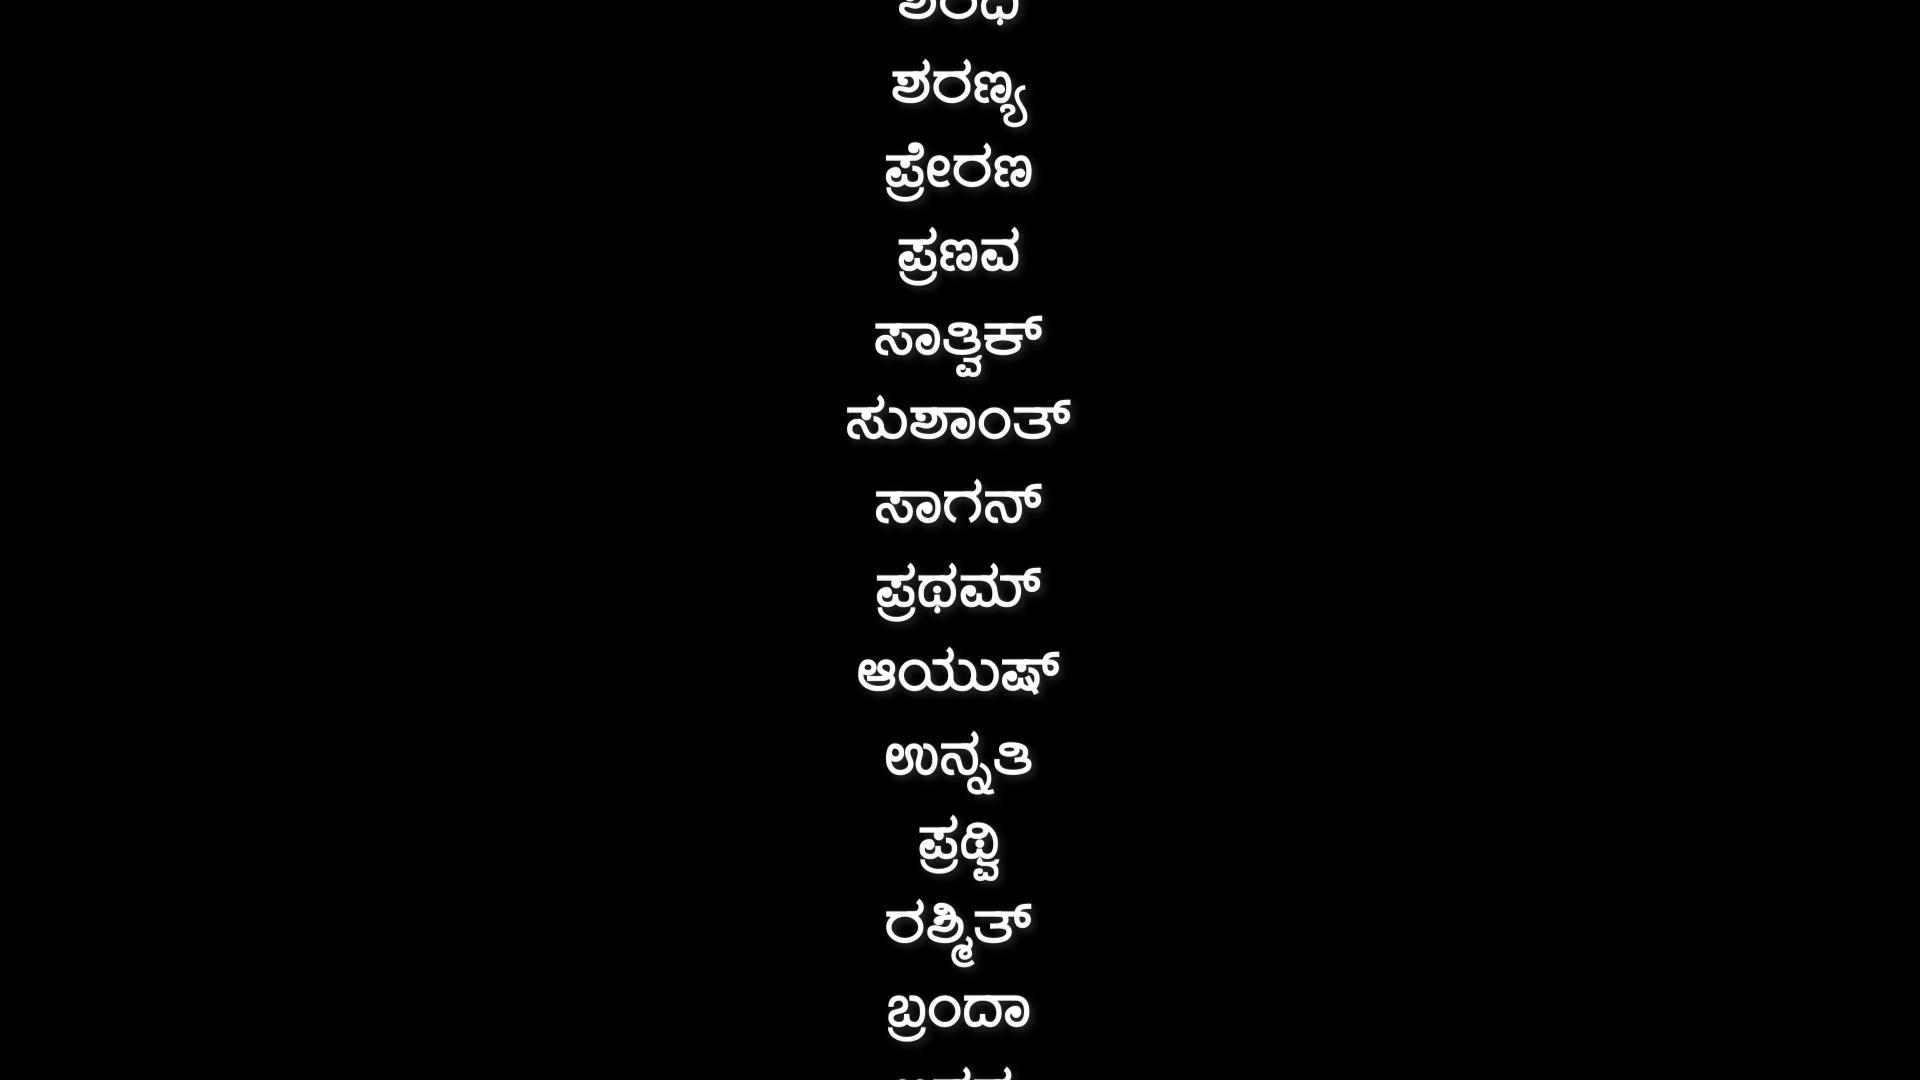 ಶರಣ್ಯ
ಪ್ರೇರಣ
ಪ್ರಣವ
ಸಾತ್ವಿಕ್
ಸುಶಾಂತ್
ಸಾಗನ್
ಪ್ರಥಮ್
ಆಯುಷ್
ಉನ್ನತಿ
ಪ್ರಥ್ವಿ
ರಶ್ಮಿತ್
ಬ್ರಂದಾ